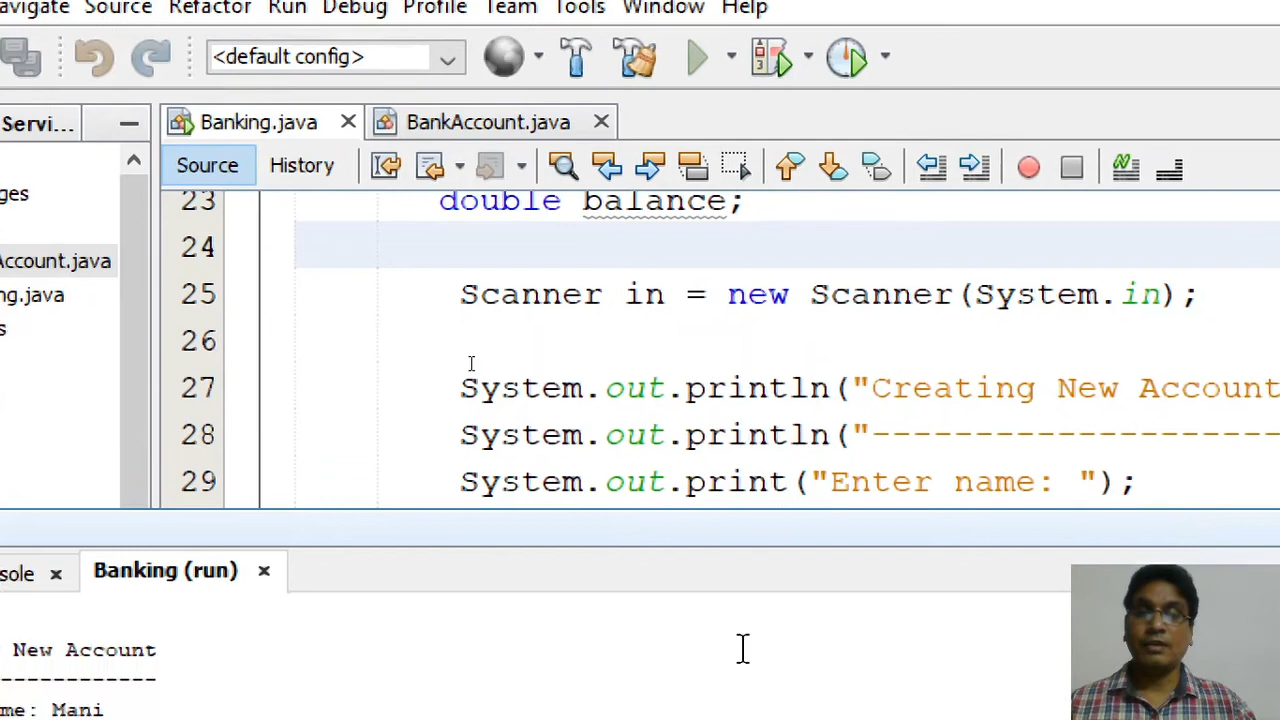 avigate Source Refactor Run Debug Profile Team Tools Window Help
<default config>
Servi...
Banking.java
BankAccount.java
Source History
ges
Account.java
ng.java
s
23 double balance;
24
25 Scanner in = new Scanner(System.in);
26
27 System.out.println("Creating New Account
28 System.out.println("--------------------
29 System.out.print("Enter name: ");
sole
Banking (run)
New Account
------------
me: Mani